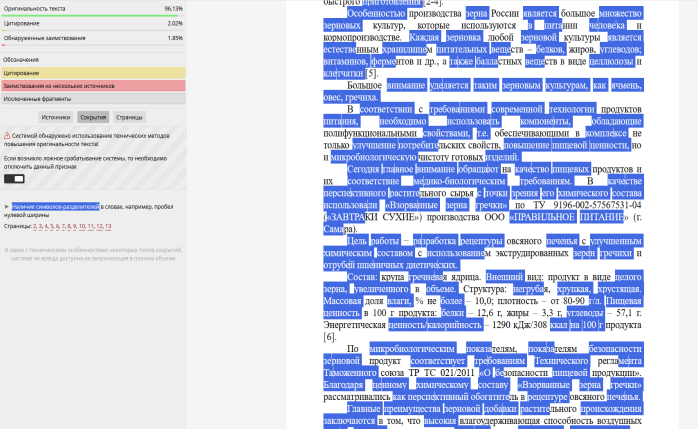 Оригинальность текста 96.13%
Цитирование 2.02%
Обнаруженные заимствования 1.85%
Обозначения
Цитирование
Заимствования из нескольких источников
Исключенные фрагменты
Источники Сокрытия Страницы
Системой обнаружено использование технических методов
повышения оригинальности текста!
Если возникло ложное срабатывание системы, то необходимо
отключить данный признак
Наличие символов-разделителей в словах, например, пробел
нулевой ширины
Страницы: 2, 3, 4, 5, 6, 7, 8, 9, 10, 11, 12, 13
В связи с техническими особенностями некоторых типов сокрытий,
система не всегда доступна их визуализация в полном объеме
быстрого приготовления [2-4].
Особенностью производства зерна России является большое множество
зерновых культур, которые используются в питании человека и
кормопроизводстве. Каждая зерновка любой зерновой культуры является
естественным хранилищем питательных веществ – белков, жиров, углеводов;
витаминов, ферментов и др., а также балластных веществ в виде целлюлозы и
клетчатки [5].
Большое внимание уделяется таким зерновым культурам, как ячмень,
овес, гречиха.
В соответствии с требованиями современной технологии продуктов
питания, необходимо использовать компоненты, обладающие
полифункциональными свойствами, т.е. обеспечивающими в комплексе не
только улучшение потребительских свойств, повышение пищевой ценности, но
и микробиологическую чистоту готовых изделий.
Сегодня главное внимание обращают на качество пищевых продуктов и
их соответствие медико-биологическим требованиям. В качестве
перспективного растительного сырья с точки зрения его химического состава
использовали «Взорванные зерна гречихи» по ТУ 9196-002-57567531-04
(«ЗАВТРАКИ СУХИЕ») производства ООО «ПРАВИЛЬНОЕ ПИТАНИЕ» (г.
Самара).
Цель работы – разработка рецептуры овсяного печенья с улучшенным
химическим составом с использованием экструдированных зерен гречихи и
отрубей пшеничных диетических.
Состав: крупа гречневая ядрица. Внешний вид: продукт в виде целого
зерна, увеличенного в объеме. Структура: негрубая, хрупкая, хрустящая.
Массовая доля влаги, % не более – 10,0; плотность – от 80-90 г/л. Пищевая
ценность в 100 г продукта: белки – 12,6 г, жиры – 3,3 г, углеводы – 57,1 г.
Энергетическая ценность/калорийность – 1290 кДж/308 ккал на 100 г продукта
[6].
По микробиологическим показателям, показателям безопасности
зерновой продукт соответствует требованиям Технического регламента
Таможенного союза ТР ТС 021/2011 «О безопасности пищевой продукции».
Благодаря ценному химическому составу «Взорванные зерна гречки»
рассматривались как перспективный обогатитель в рецептуре овсяного печенья.
Главные преимущества зерновой добавки растительного происхождения
заключаются в том, что высокая влагоудерживающая способность воздушных